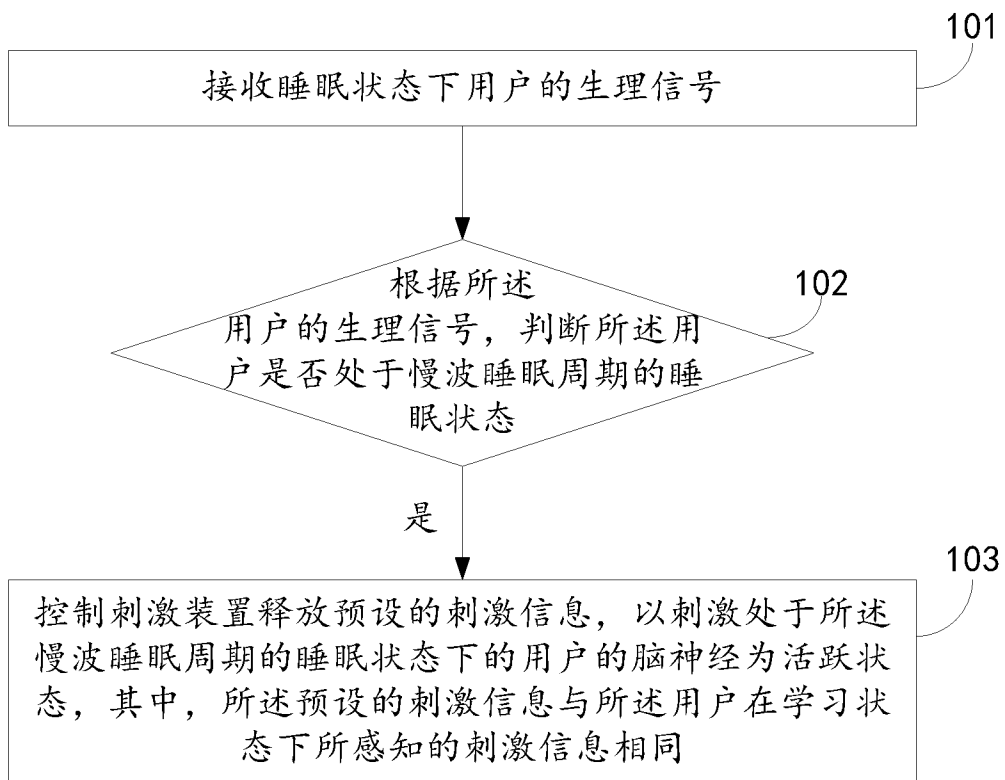 101
接收睡眠状态下用户的生理信号
根据所述
102
用户的生理信号，判断所述用
户是否处于慢波睡眠周期的睡
眠状态
是
103
控制刺激装置释放预设的刺激信息，以刺激处于所述
慢波睡眠周期的睡眠状态下的用户的脑神经为活跃状
态，其中，所述预设的刺激信息与所述用户在学习状
态下所感知的刺激信息相同